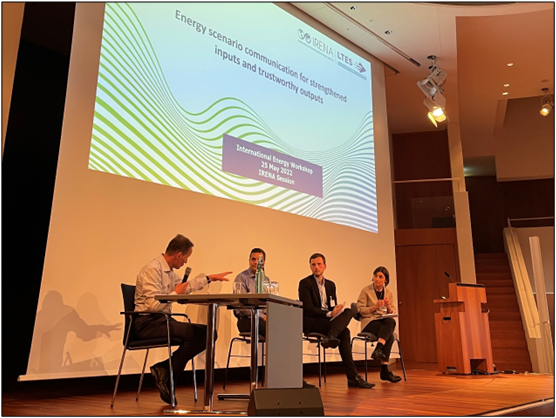 IRENA LTES
Energy scenario communication for strengthened
inputs and trustworthy outputs
International Energy Workshop
25 May 2022
IRENA Session